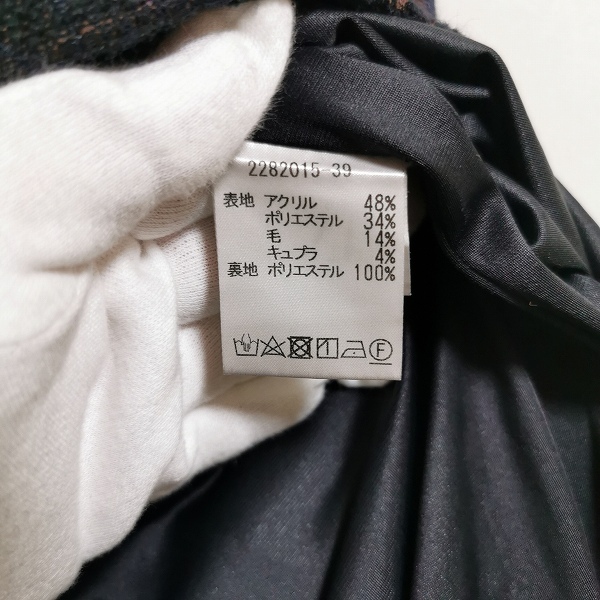 2282015-39
表地 アクリル 48%
ポリエステル 34%
毛 14%
キュプラ 4%
裏地 ポリエステル 100%
F